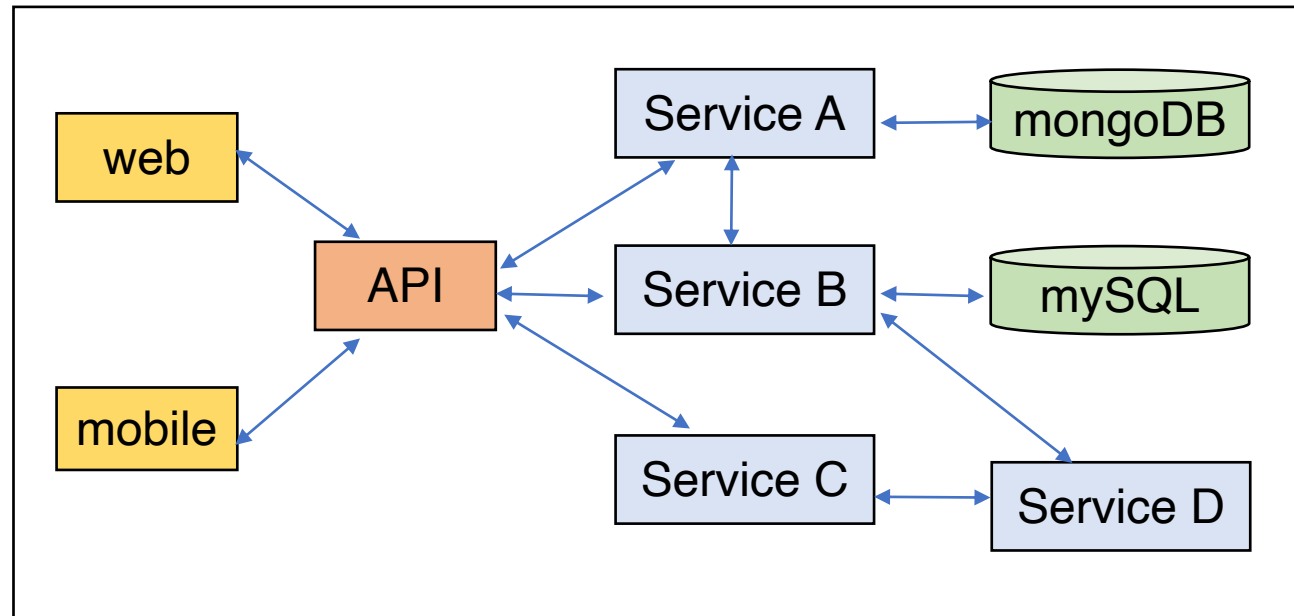 web
mobile
API
Service A
Service B
Service C
Service D
mongoDB
mySQL